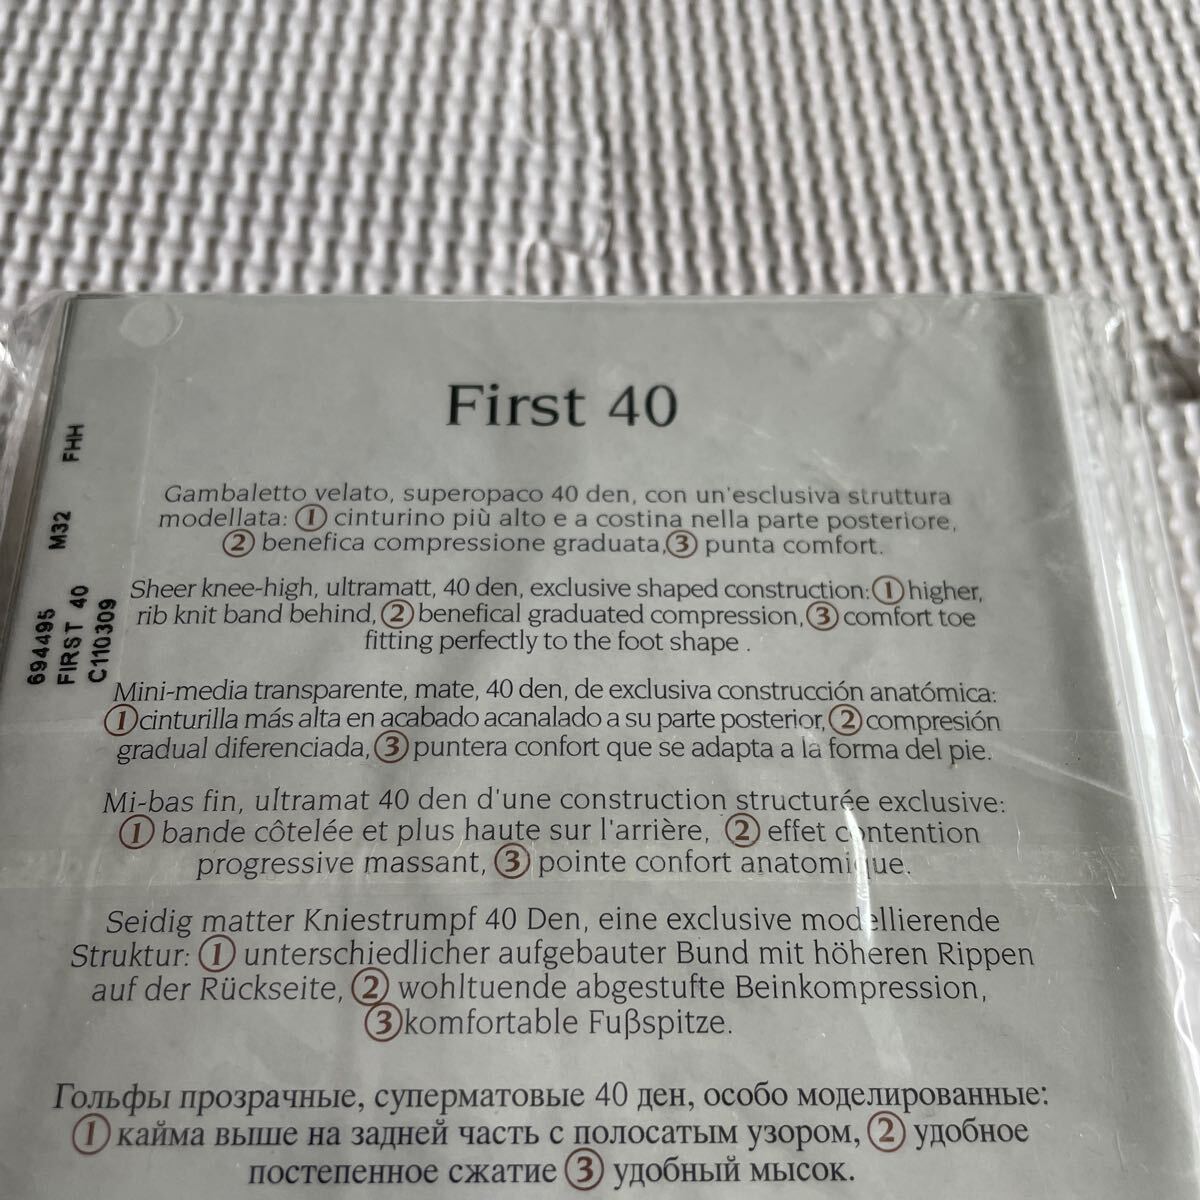 First 40
Gambaletto velato, superopaco 40 den, con un'esclusiva struttura
modellata: ① cinturino più alto e a costina nella parte posteriore,
② benefica compressione graduata,③ punta comfort.
Sheer knee-high, ultramatt, 40 den, exclusive shaped construction:① higher,
rib knit band behind, ② benefical graduated compression,③ comfort toe
fitting perfectly to the foot shape .
Mini-media transparente, mate, 40 den, de exclusiva construcción anatómica:
①cinturilla más alta en acabado acanalado a su parte posterior, ② compresión
gradual diferenciada,③ puntera confort que se adapta a la forma del pie.
Mi-bas fin, ultramat 40 den d'une construction structurée exclusive:
① bande côtelée et plus haute sur l'arrière, ② effet contention
progressive massant, ③ pointe confort anatomique.
Seidig matter Kniestrumpf 40 Den, eine exclusive modellierende
Struktur: ① unterschiedlicher aufgebauter Bund mit höheren Rippen
auf der Rückseite, ② wohltuende abgestufte Beinkompression,
③komfortable Fußspitze.
Гольфы прозрачные, суперматовые 40 ден, особо моделированные:
① кайма выше на задней часть с полосатым узором, ② удобное
постепенное сжатие ③ удобный мысок.
694495
FIRST 40 M32 FHH
C110309